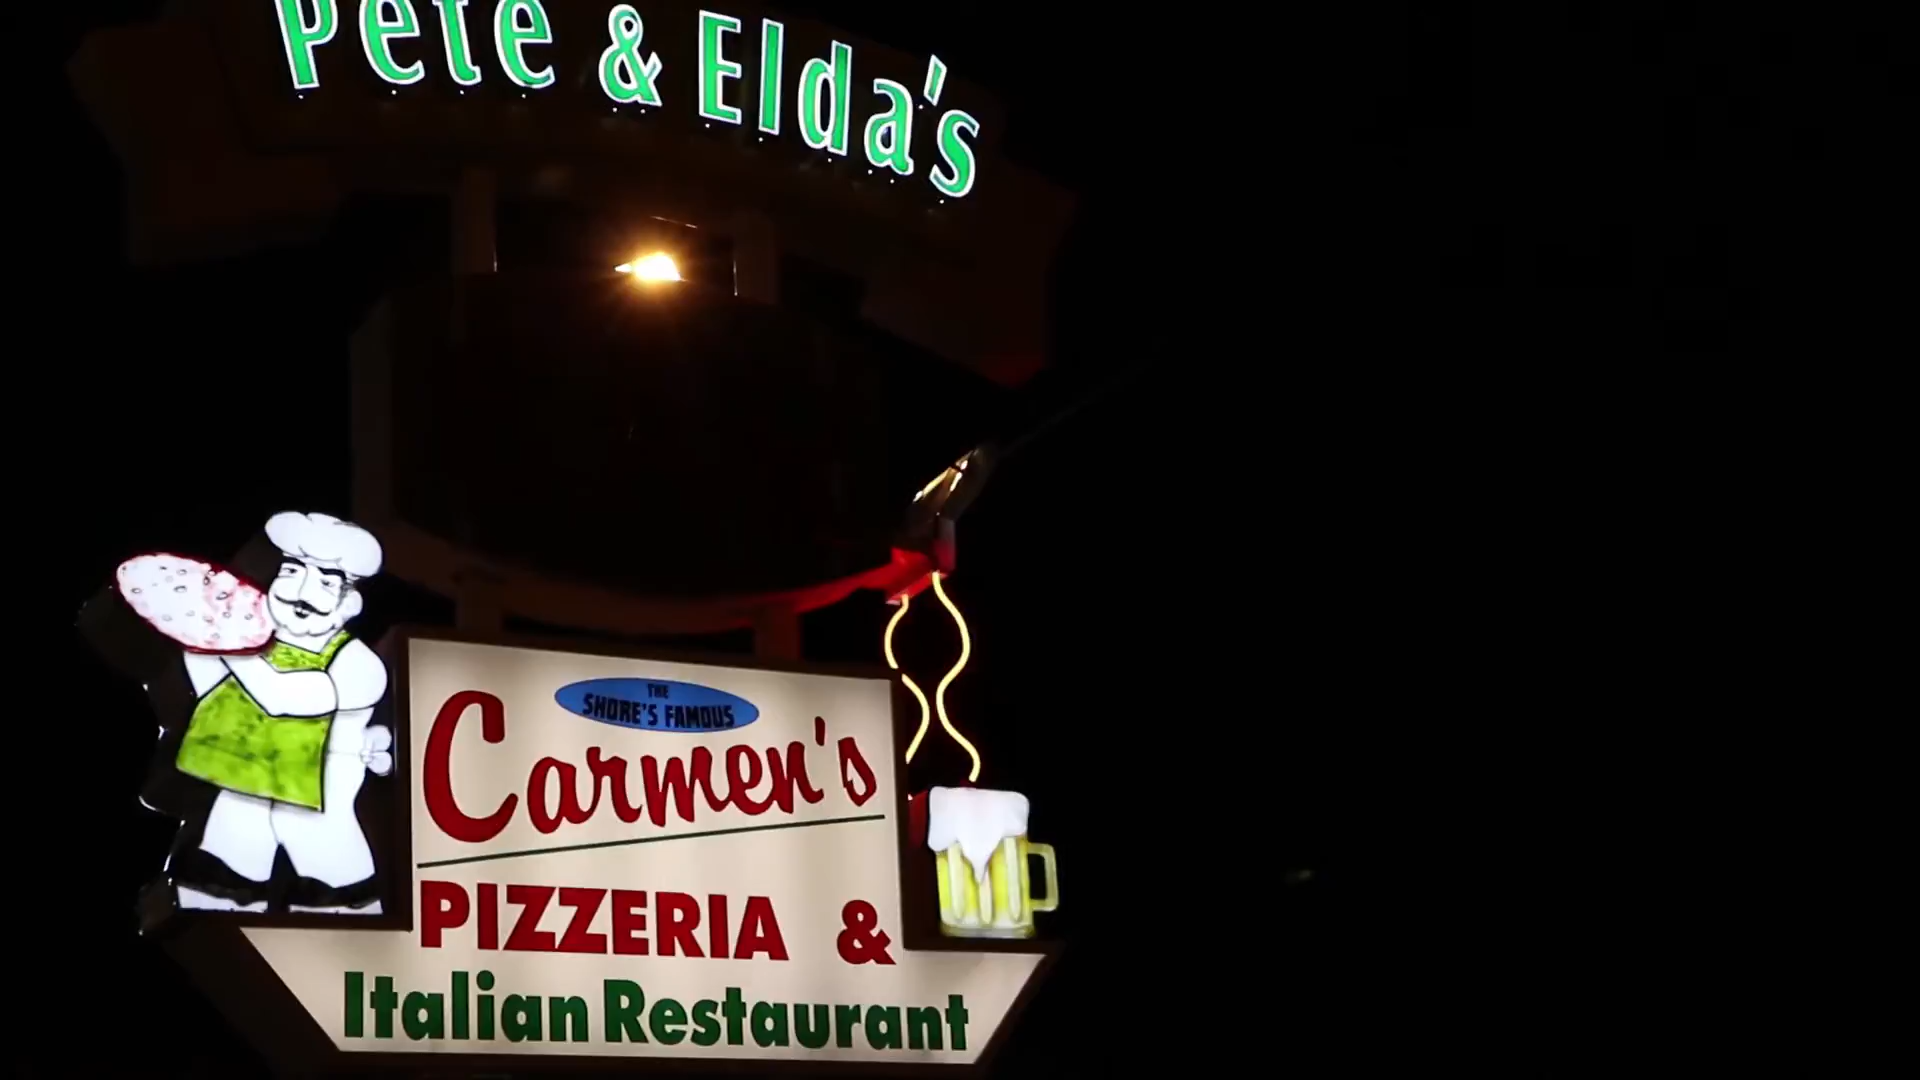 Pete & Elda's
THE
SHORE'S FAMOUS
Carmen's
PIZZERIA &
Italian Restaurant